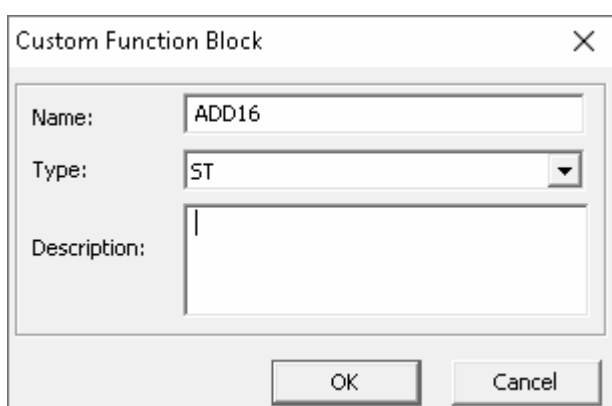 Custom Function Block
Name: ADD16
Type: ST
Description:
OK Cancel